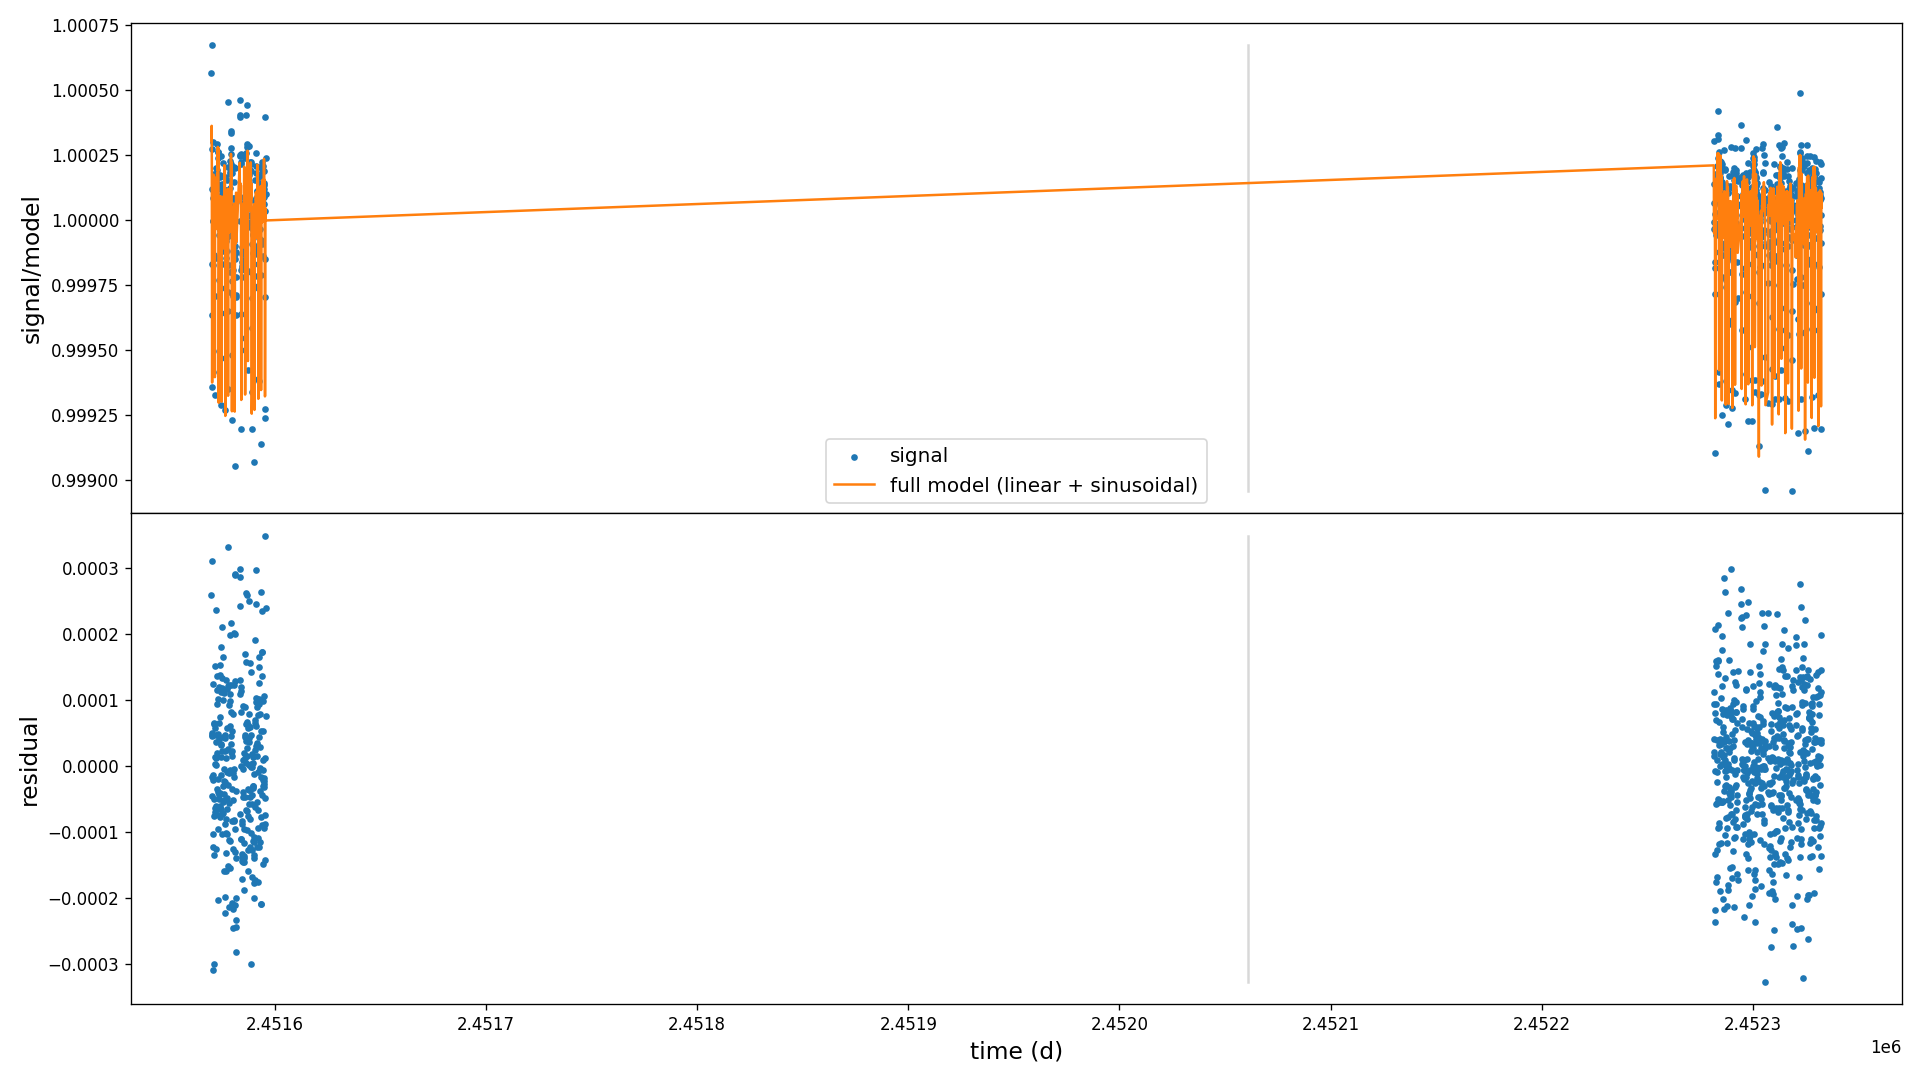 1.00075
1.00050
1.00025
1.00000
0.99975
0.99950
0.99925
0.99900
signal/model
signal
full model (linear + sinusoidal)
0.0003
0.0002
0.0001
0.0000
−0.0001
−0.0002
−0.0003
residual
2.4516 2.4517 2.4518 2.4519 2.4520 2.4521 2.4522 2.4523
1e6
time (d)